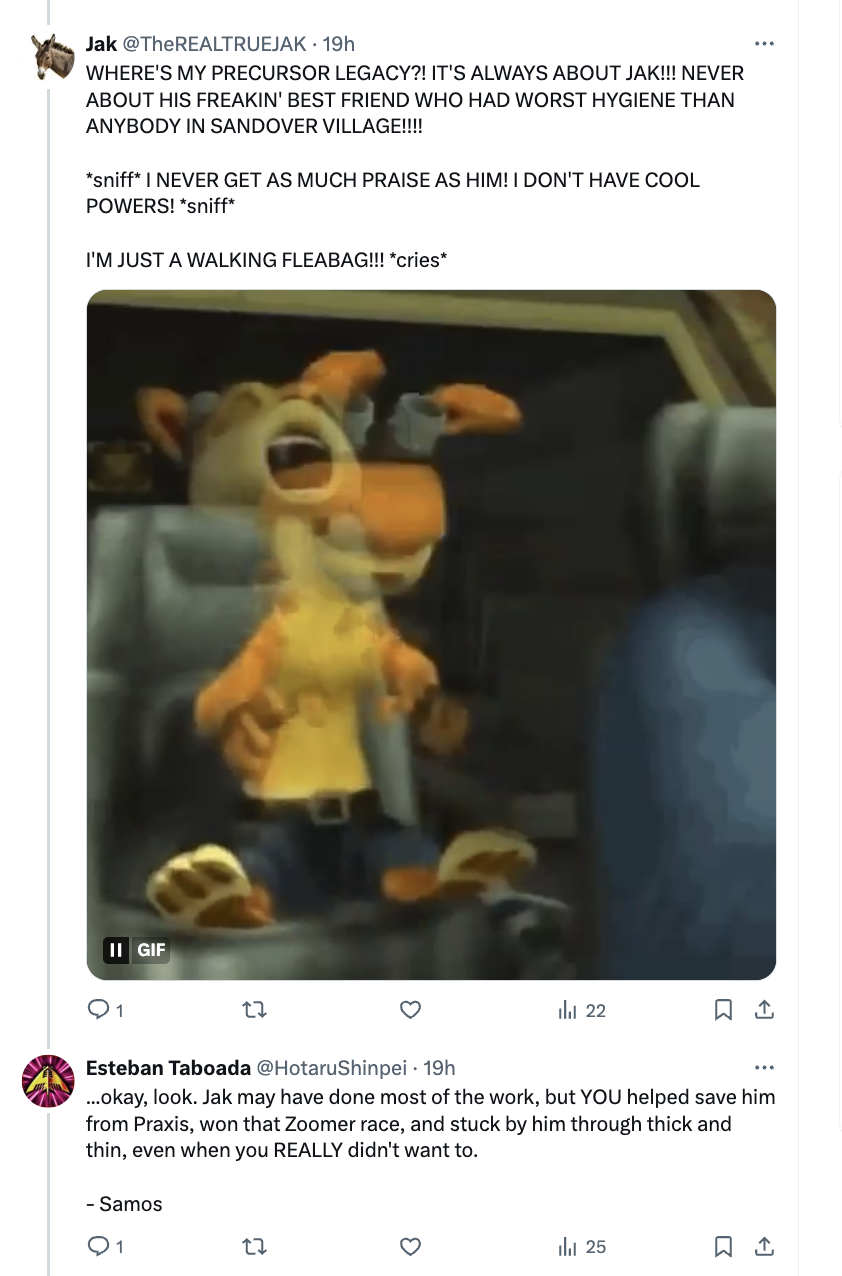 Jak @TheREALTRUEJAK · 19h
WHERE'S MY PRECURSOR LEGACY?! IT'S ALWAYS ABOUT JAK!!! NEVER
ABOUT HIS FREAKIN' BEST FRIEND WHO HAD WORST HYGIENE THAN
ANYBODY IN SANDOVER VILLAGE!!!!
*sniff* I NEVER GET AS MUCH PRAISE AS HIM! I DON'T HAVE COOL
POWERS! *sniff*
I'M JUST A WALKING FLEABAG!!! *cries*
GIF
1 22
Esteban Taboada @HotaruShinpei · 19h
...okay, look. Jak may have done most of the work, but YOU helped save him
from Praxis, won that Zoomer race, and stuck by him through thick and
thin, even when you REALLY didn't want to.
- Samos
1 25